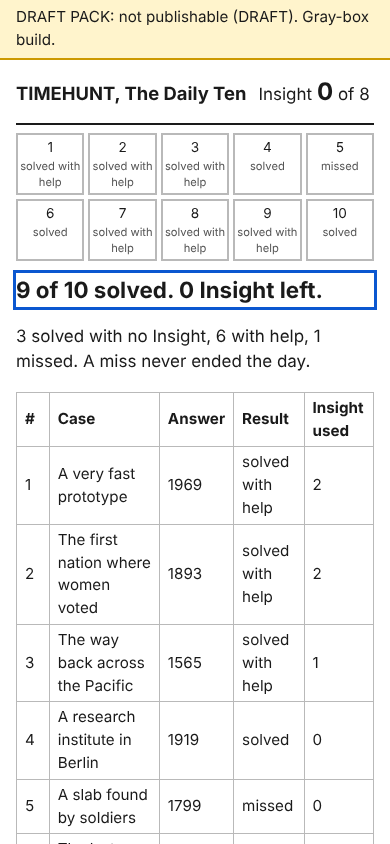 DRAFT PACK: not publishable (DRAFT). Gray-box
build.
TIMEHUNT, The Daily Ten Insight 0 of 8
1
solved with
help
2
solved with
help
3
solved with
help
4
solved
5
missed
6
solved
7
solved with
help
8
solved with
help
9
solved with
help
10
solved
9 of 10 solved. 0 Insight left.
3 solved with no Insight, 6 with help, 1
missed. A miss never ended the day.
# Case Answer Result Insight
used
1 A very fast
prototype 1969 solved
with
help 2
2 The first
nation where
women
voted 1893 solved
with
help 2
3 The way
back across
the Pacific 1565 solved
with
help 1
4 A research
institute in
Berlin 1919 solved 0
5 A slab found
by soldiers 1799 missed 0